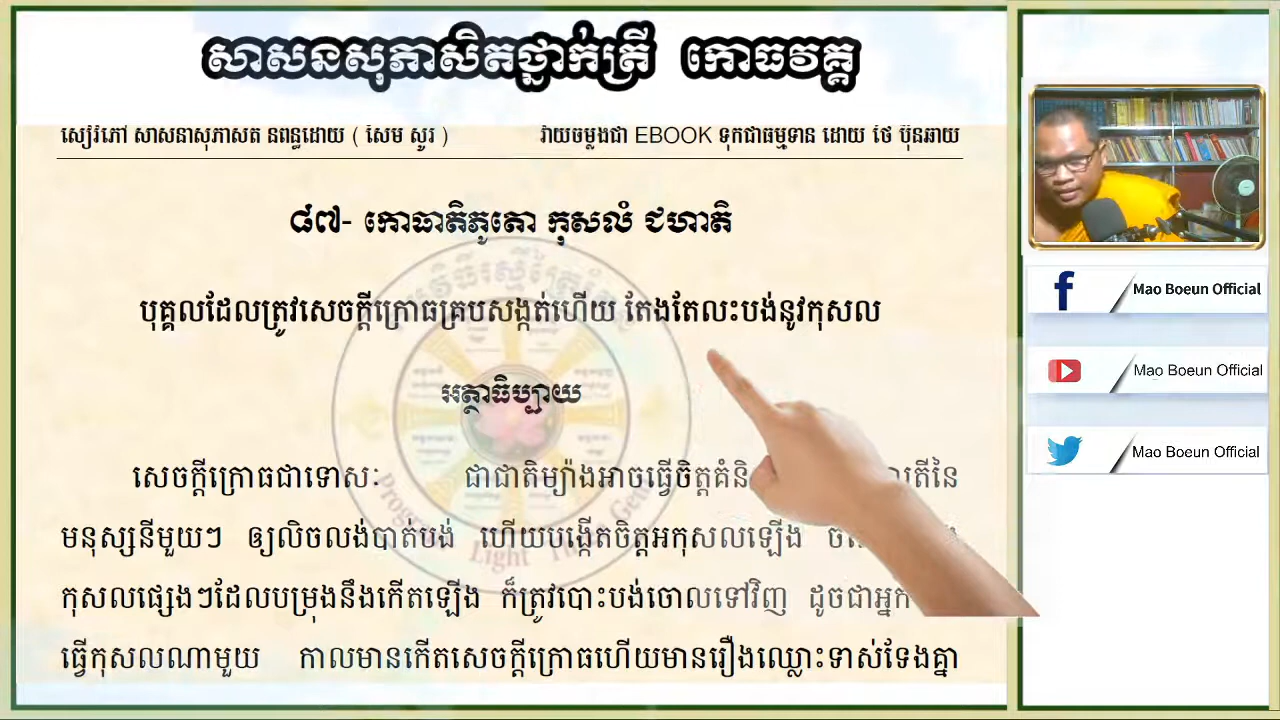 សាសនសុភាសិតថ្នាក់ត្រី កោធវគ្គ
សៀវភៅ សាសនាសុភាសិត និពន្ធដោយ ( សែម សូរ ) វាយចម្លងជា EBOOK ទុកជាធម្មទាន ដោយ ថៃ ប៊ុនឆាយ
៨៧- កោធាតិភូតោ កុសលំ ជហាតិ
បុគ្គលដែលត្រូវសេចក្តីក្រោធគ្របសង្កត់ហើយ តែងតែលះបង់នូវកុសល
អត្ថាធិប្បាយ
សេចក្តីក្រោធជាទោសៈ ជាជាតិម្យ៉ាងអាចធ្វើចិត្តគំនិ
មនុស្សនីមួយៗ ឲ្យលិចលង់បាត់បង់ ហើយបង្កើតចិត្តអកុសលឡើង
កុសលផ្សេងៗដែលបម្រុងនឹងកើតឡើង ក៏ត្រូវបោះបង់ចោលទៅវិញ ដូចជាអ្នក
ធ្វើកុសលណាមួយ កាលមានកើតសេចក្តីក្រោធហើយមានរឿងឈ្លោះទាស់ទែងគ្នា
Mao Boeun Official
Mao Boeun Official
Mao Boeun Official